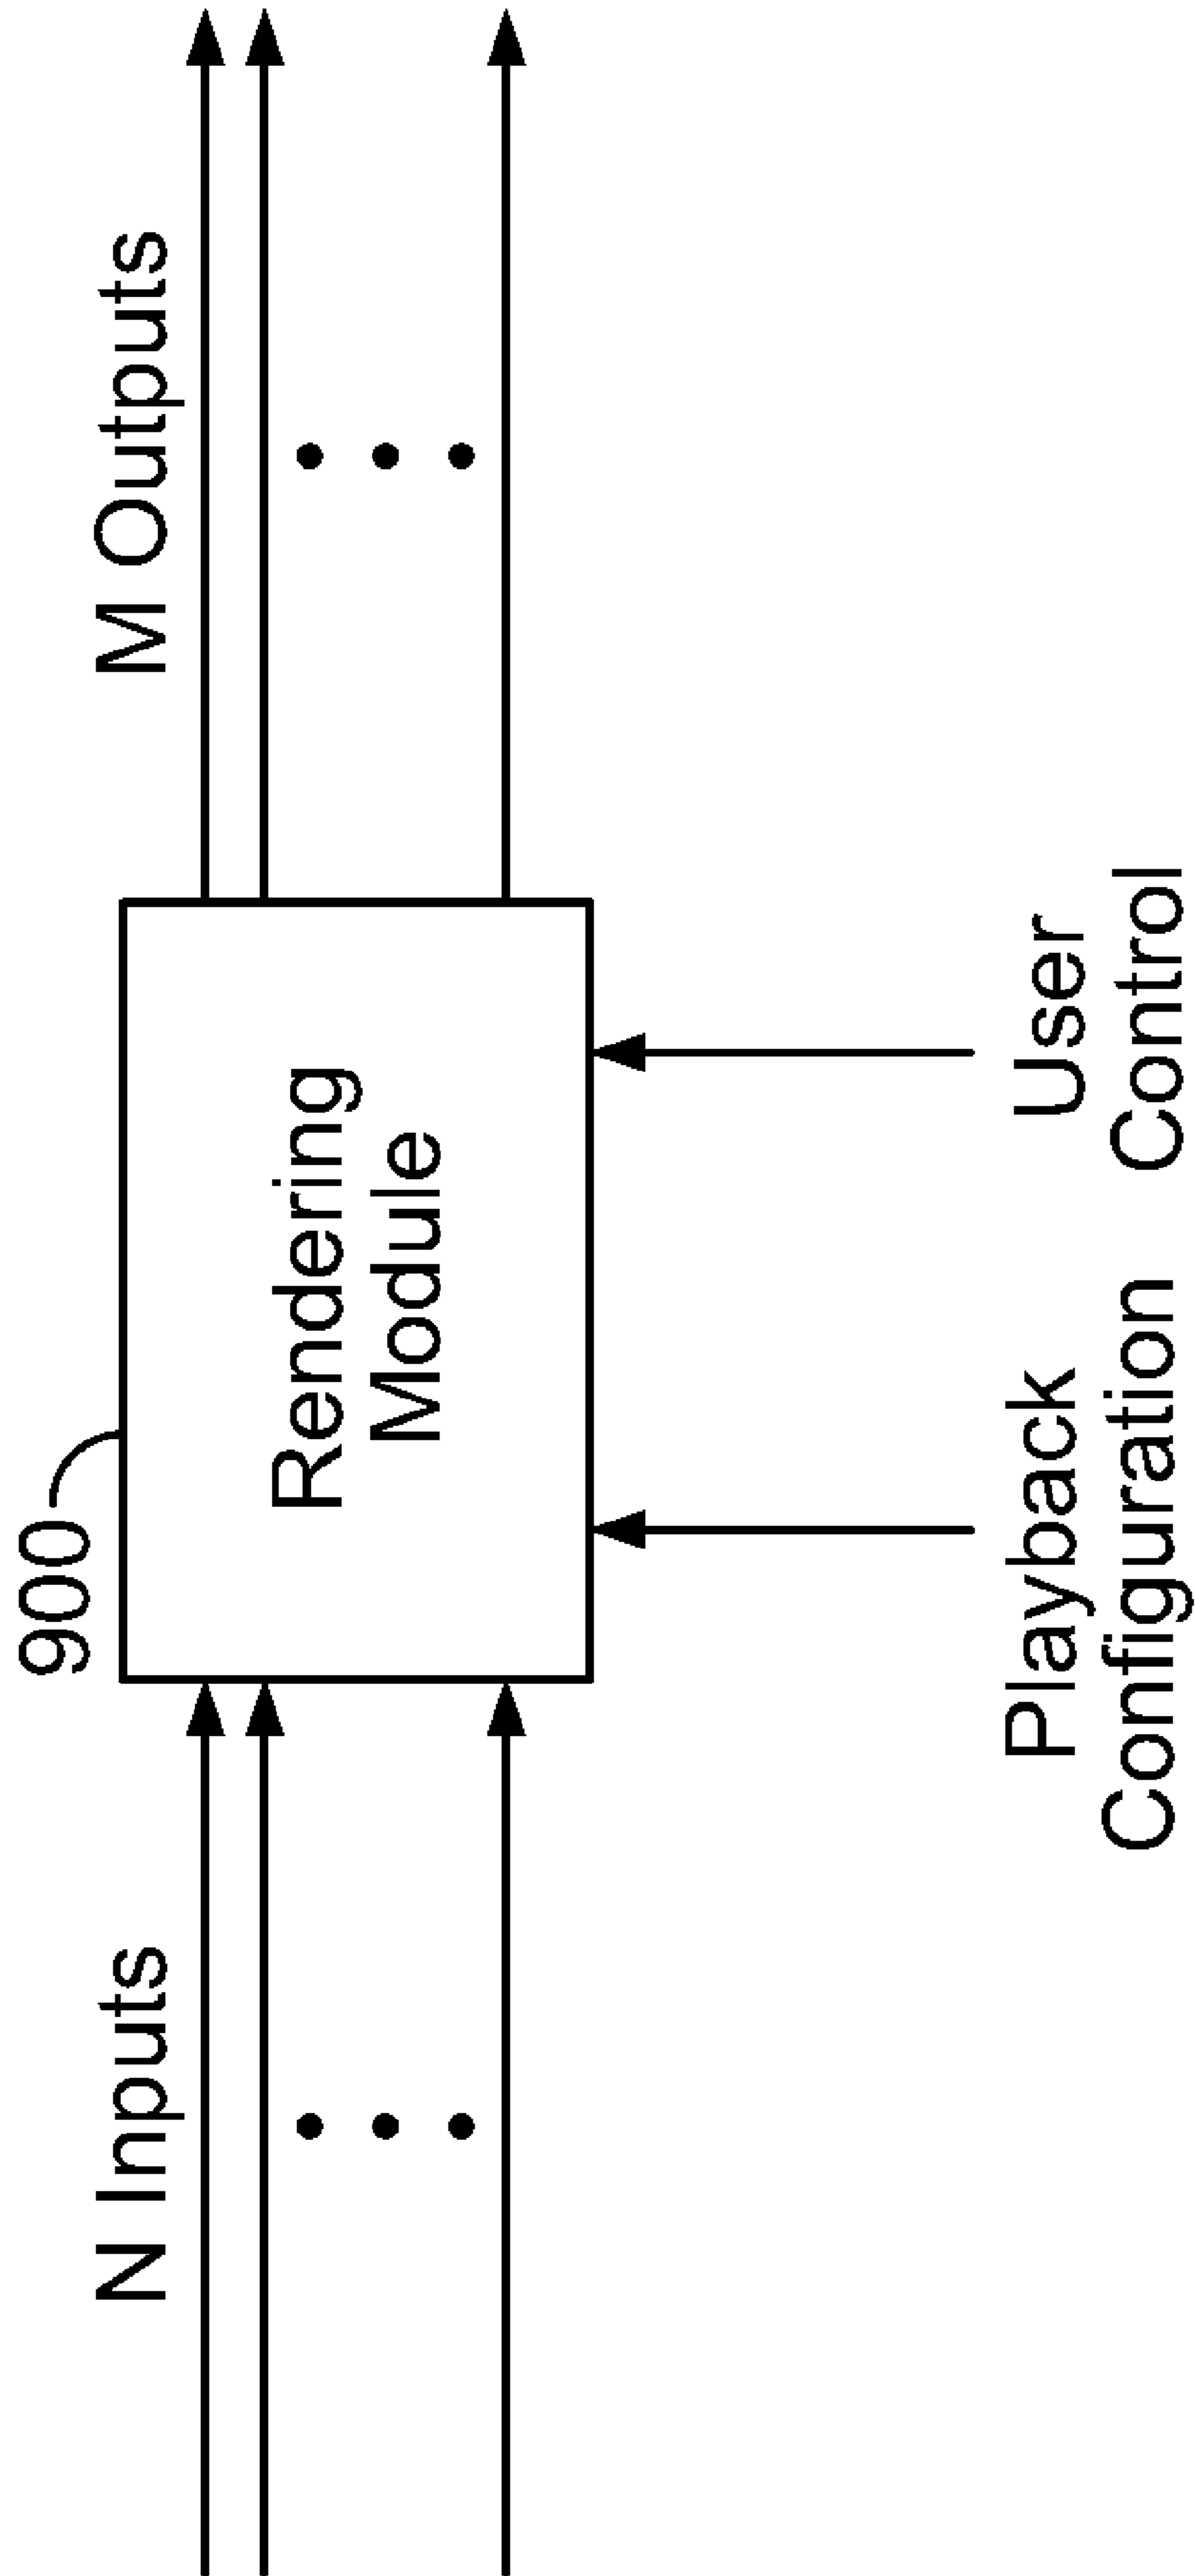 900
N Inputs
M Outputs
Rendering
Module
Playback
Configuration
User
Control